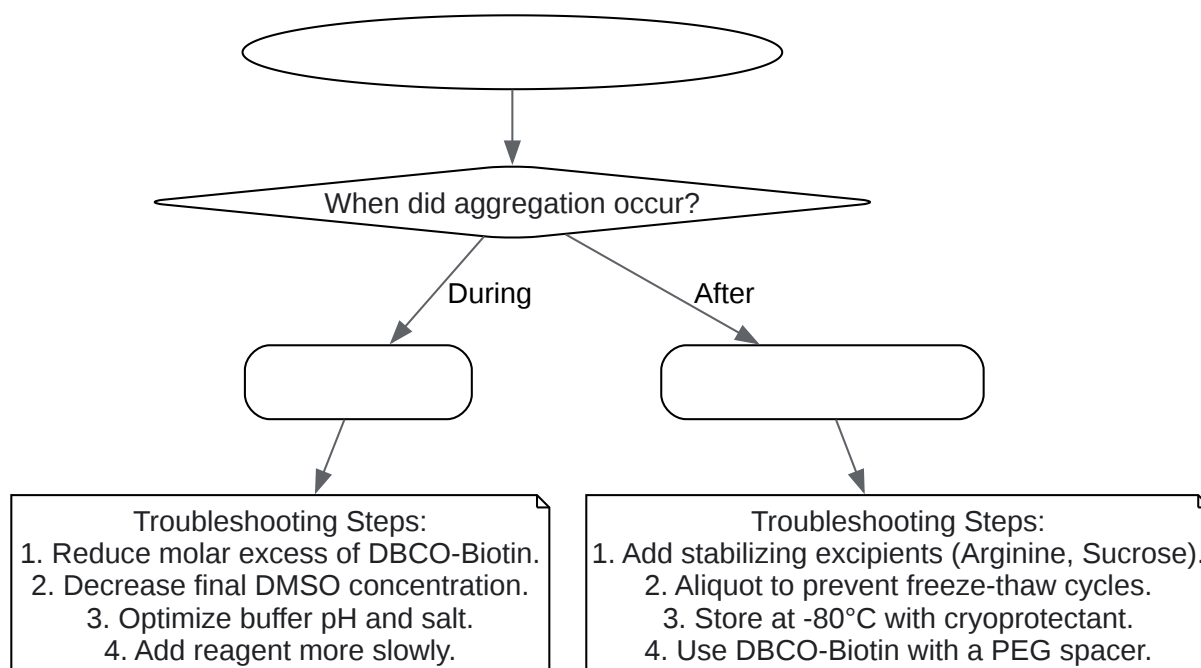 When did aggregation occur?
During
After
Troubleshooting Steps:
1. Reduce molar excess of DBCO-Biotin.
2. Decrease final DMSO concentration.
3. Optimize buffer pH and salt.
4. Add reagent more slowly.
Troubleshooting Steps:
1. Add stabilizing excipients (Arginine, Sucrose).
2. Aliquot to prevent freeze-thaw cycles.
3. Store at -80°C with cryoprotectant.
4. Use DBCO-Biotin with a PEG spacer.